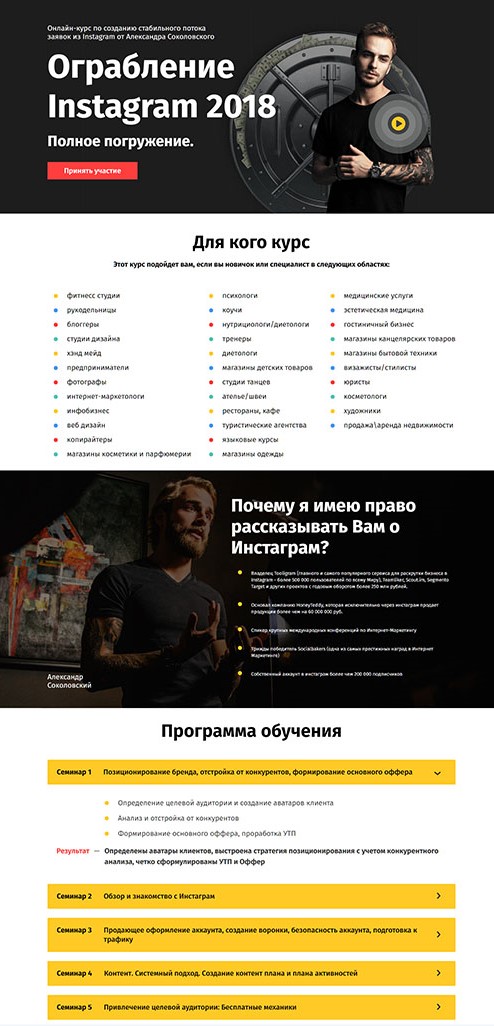 Онлайн-курс по созданию стабильного потока
заявок из Instagram от Александра Соколовского
Ограбление
Instagram 2018
Полное погружение.
Принять участие
Для кого курс
Этот курс подойдет вам, если вы новичок или специалист в следующих областях:
фитнесс студии
рукодельницы
блоггеры
студии дизайна
хэнд мейд
предприниматели
фотографы
интернет-маркетологи
инфобизнес
веб дизайн
копирайтеры
магазины косметики и парфюмерии
психологи
коучи
нутрициологи/диетологи
тренеры
диетологи
магазины детских товаров
студии танцев
ателье/швеи
рестораны, кафе
туристические агентства
языковые курсы
магазины одежды
медицинские услуги
эстетическая медицина
гостиничный бизнес
магазины канцелярских товаров
магазины бытовой техники
визажисты/стилисты
юристы
косметологи
художники
продажа\аренда недвижимости
Почему я имею право
рассказывать Вам о
Инстаграм?
Владелец Tooligram (главного и самого популярного сервиса для раскрутки бизнеса в
Instagram - более 500 000 пользователей по всему миру), TeamBaker, Scout.im, Segmento
Target и других проектов с годовым оборотом более 250 млн рублей.
Основал компанию HoneyTeddy, которая исключительно через инстаграм продает
продукции более чем на 60 000 000 руб.
Спикер крупных международных конференций по Интернет-Маркетингу
Трижды победитель Socialbakers (одна из самых престижных наград в Интернет
Маркетинге)
Собственный аккаунт в инстаграм более чем 200 000 подписчиков
Александр
Соколовский
Программа обучения
Семинар 1 Позиционирование бренда, отстройка от конкурентов, формирование основного оффера
Определение целевой аудитории и создание аватаров клиента
Анализ и отстройка от конкурентов
Формирование основного оффера, проработка УТП
Результат — Определены аватары клиентов, выстроена стратегия позиционирования с учетом конкурентного
анализа, четко сформулированы УТП и Оффер
Семинар 2 Обзор и знакомство с Инстаграм
Семинар 3 Продающее оформление аккаунта, создание воронки, безопасность аккаунта, подготовка к
трафику
Семинар 4 Контент. Системный подход. Создание контент плана и плана активностей
Семинар 5 Привлечение целевой аудитории: Бесплатные механики